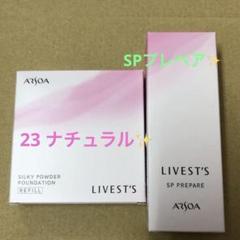 SPプレペア✨
ARSOA
23 ナチュラル✨
SILKY POWDER
FOUNDATION
REFILL
LIVEST'S
LIVEST'S
SP PREPARE
ARSOA